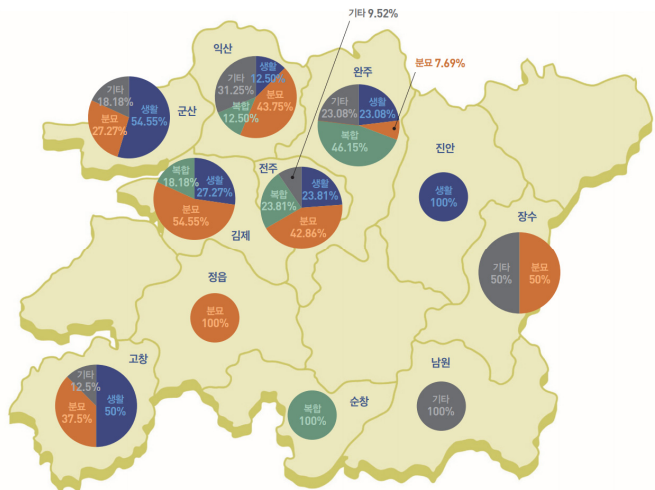 기타 9.52%
익산
기타
31.25%
생활
12.50%
분묘
43.75%
복합
12.50%
완주
분묘 7.69%
기타
23.08%
생활
23.08%
복합
46.15%
군산
기타
18.18%
생활
54.55%
분묘
27.27%
진안
생활
100%
전주
복합
23.81%
생활
23.81%
분묘
42.86%
김제
복합
18.18%
생활
27.27%
분묘
54.55%
장수
기타
50%
분묘
50%
정읍
분묘
100%
고창
기타
12.5%
분묘
37.5%
생활
50%
순창
복합
100%
남원
기타
100%